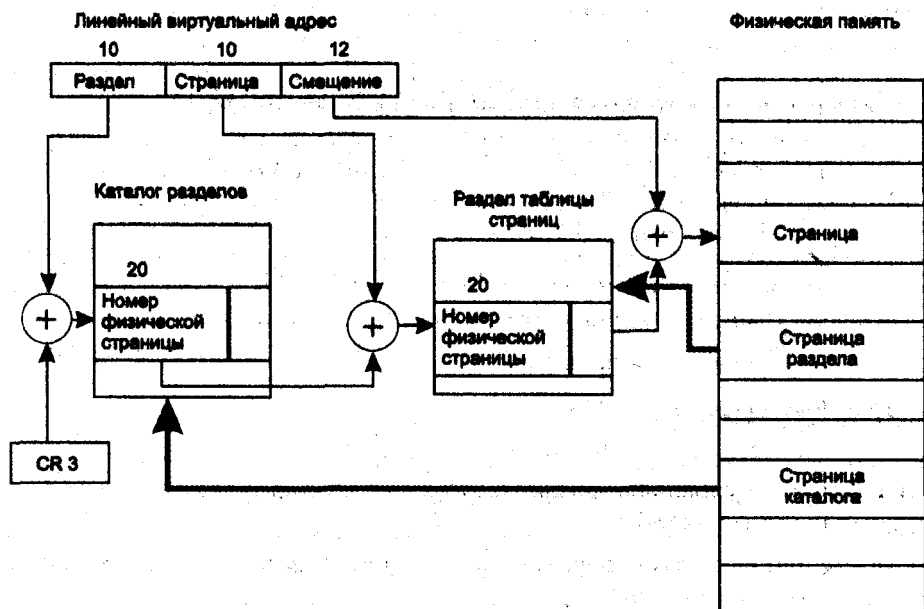 Линейный виртуальный адрес
Физическая память
10
10
12
Раздел
Страница
Смещение
Каталог разделов
Раздел таблицы
страниц
20
Номер
физической
страницы
20
Номер
физической
страницы
+
+
+
CR 3
Страница
Страница
раздела
Страница
каталога